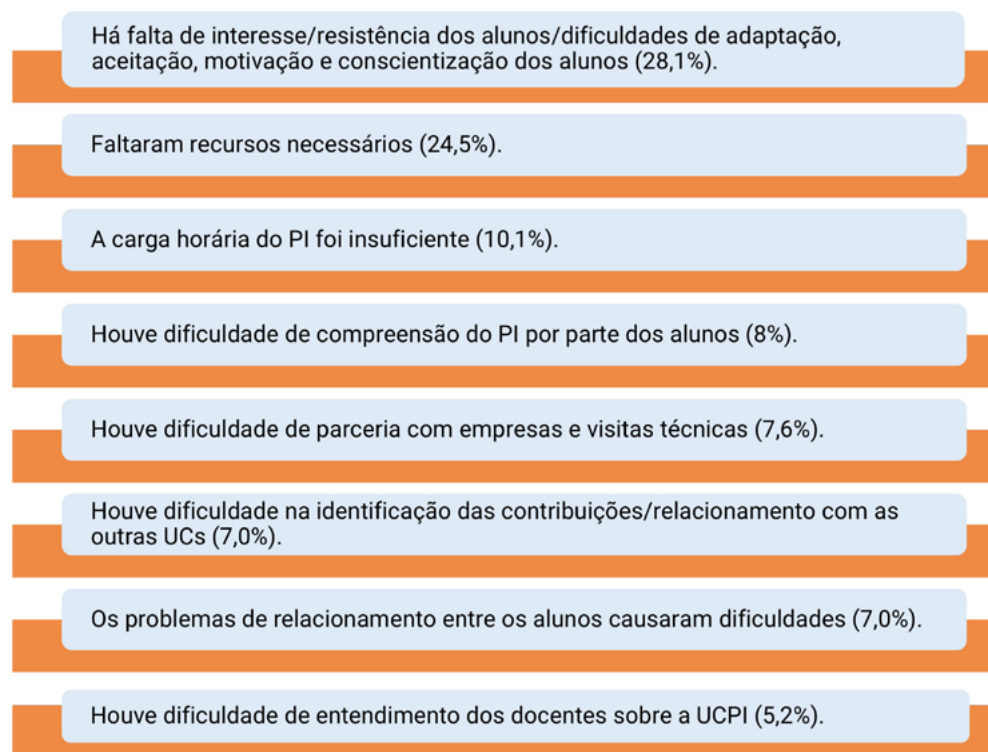 Há falta de interesse/resistência dos alunos/dificuldades de adaptação,
aceitação, motivação e conscientização dos alunos (28,1%).
Faltaram recursos necessários (24,5%).
A carga horária do PI foi insuficiente (10,1%).
Houve dificuldade de compreensão do PI por parte dos alunos (8%).
Houve dificuldade de parceria com empresas e visitas técnicas (7,6%).
Houve dificuldade na identificação das contribuições/relacionamento com as
outras UCs (7,0%).
Os problemas de relacionamento entre os alunos causaram dificuldades (7,0%).
Houve dificuldade de entendimento dos docentes sobre a UCPI (5,2%).